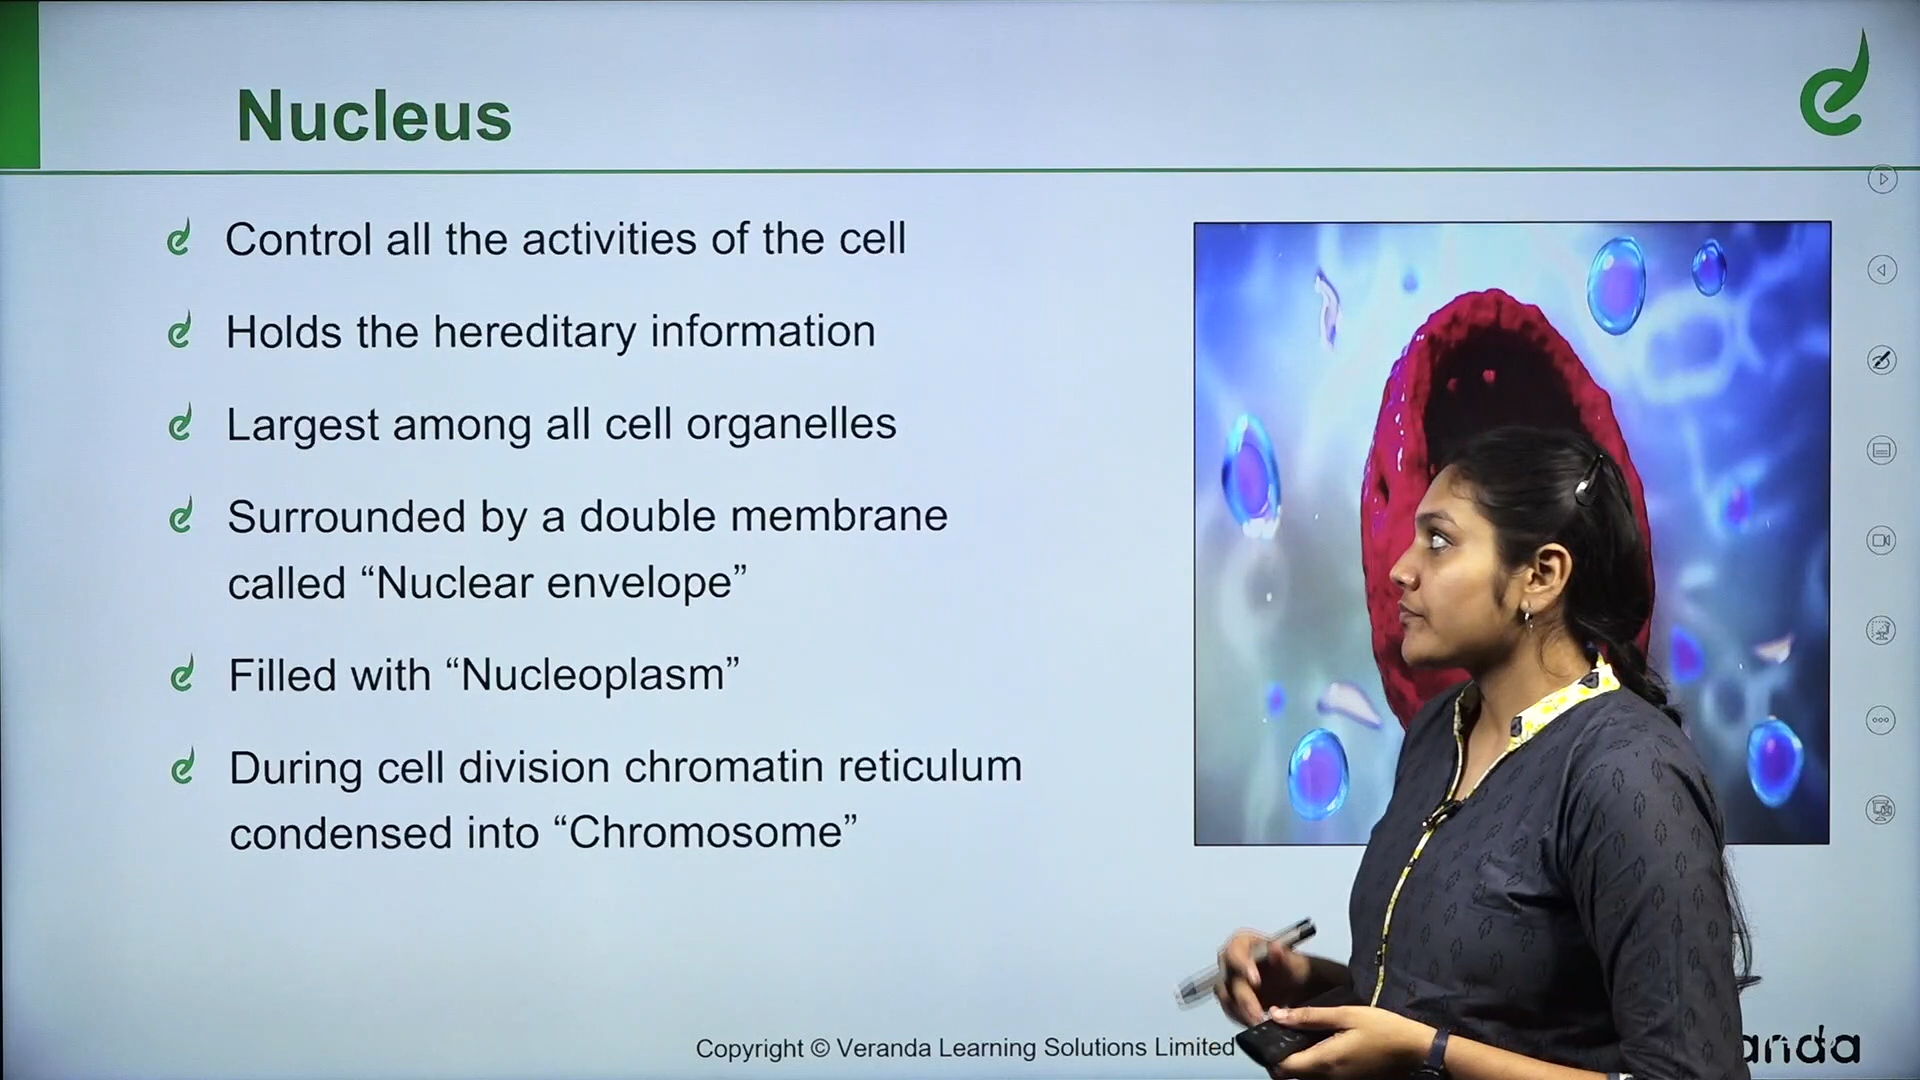 Nucleus
Control all the activities of the cell
Holds the hereditary information
Largest among all cell organelles
Surrounded by a double membrane
called “Nuclear envelope”
Filled with “Nucleoplasm”
During cell division chromatin reticulum
condensed into “Chromosome”
Copyright © Veranda Learning Solutions Limited